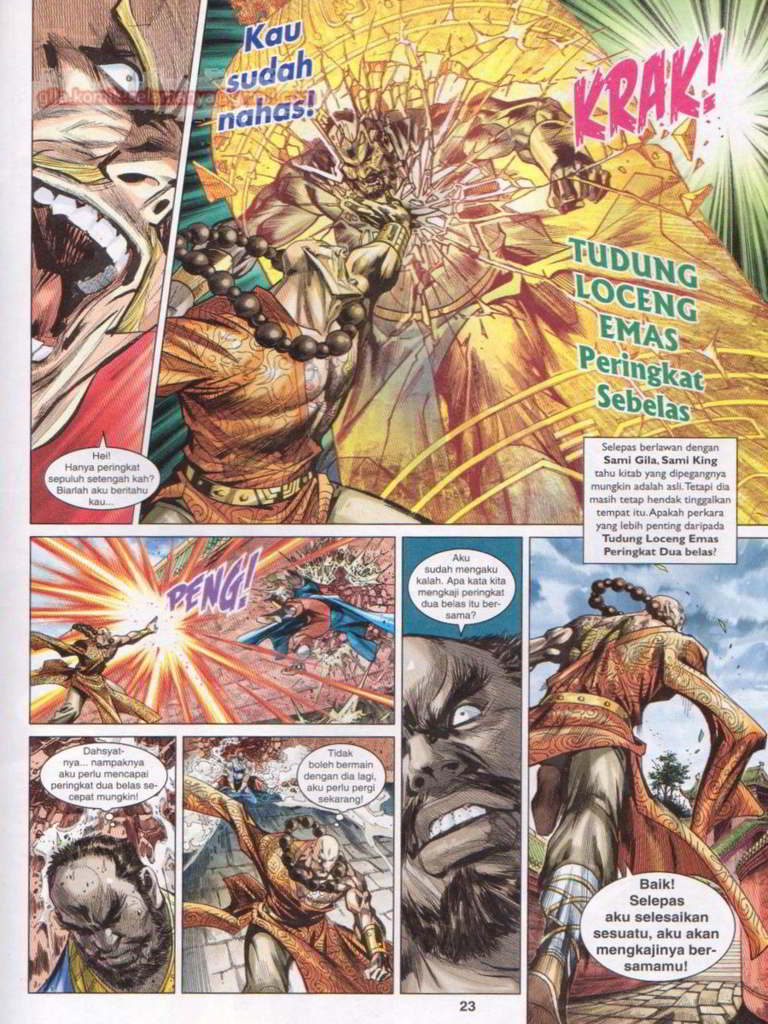 Kau
sudah
nahas!
KRAK!
TUDUNG
LOCENG
EMAS
Peringkat
Sebelas
Hei!
Hanya peringkat
sepuluh setengah kah?
Biarlah aku beritahu
kau...
Selepas berlawan dengan
Sami Gila, Sami King
tahu kitab yang dipegangnya
mungkin adalah asli. Tetapi dia
masih tetap hendak tinggalkan
tempat itu. Apakah perkara
yang lebih penting daripada
Tudung Loceng Emas
Peringkat Dua belas?
PENG!
Aku
sudah mengaku
kalah. Apa kata kita
mengkaji peringkat
dua belas itu ber-
sama?
Dahsyat-
nya... nampaknya
aku perlu mencapai
peringkat dua belas se-
cepat mungkin!
Tidak
boleh bermain
dengan dia lagi,
aku perlu pergi
sekarang!
Baik!
Selepas
aku selesaikan
sesuatu, aku akan
mengkajinya ber-
samamu!
23